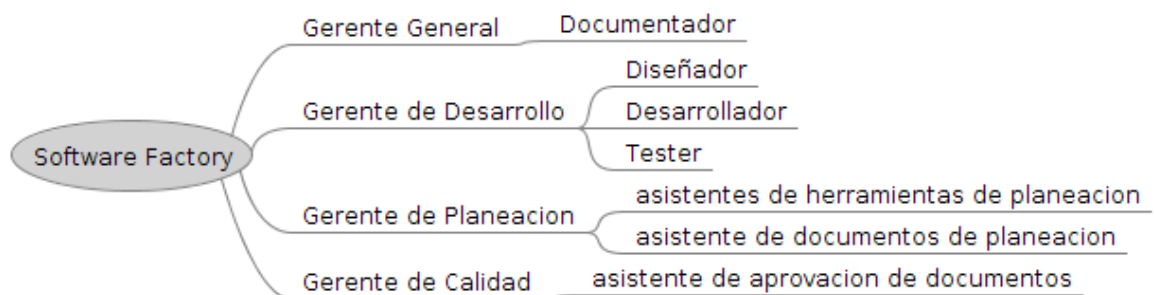 Software Factory
Gerente General
Documentador
Gerente de Desarrollo
Diseñador
Desarrollador
Tester
Gerente de Planeacion
asistentes de herramientas de planeacion
asistente de documentos de planeacion
Gerente de Calidad
asistente de aprovacion de documentos